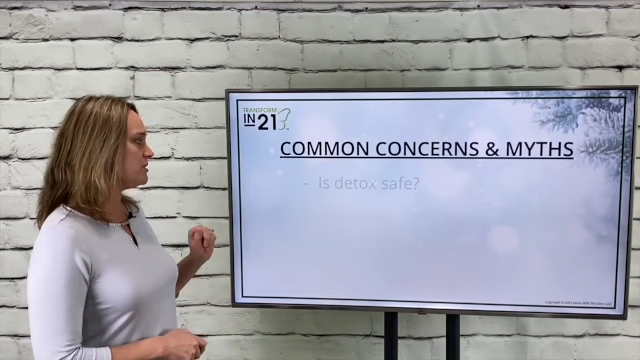 TRANSFORM
IN 21
COMMON CONCERNS & MYTHS
- Is detox safe?